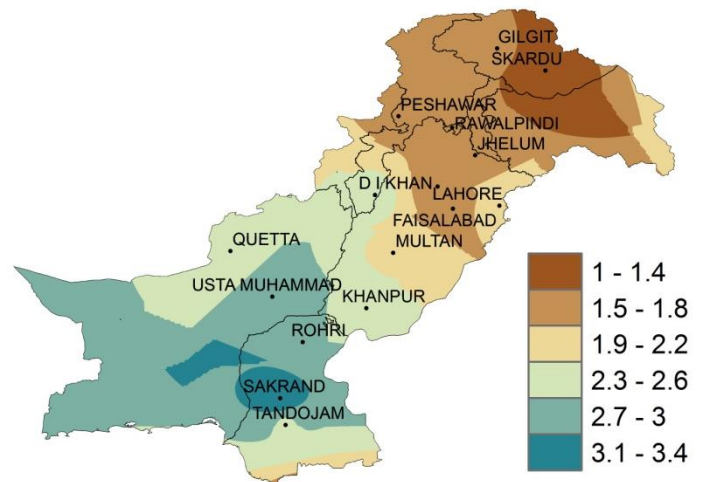 GILGIT
SKARDU
PESHAWAR
RAWALPINDI
JHELUM
D I KHAN
LAHORE
FAISALABAD
MULTAN
QUETTA
USTA MUHAMMAD
KHANPUR
ROHRI
SAKRAND
TANDOJAM
1 - 1.4
1.5 - 1.8
1.9 - 2.2
2.3 - 2.6
2.7 - 3
3.1 - 3.4